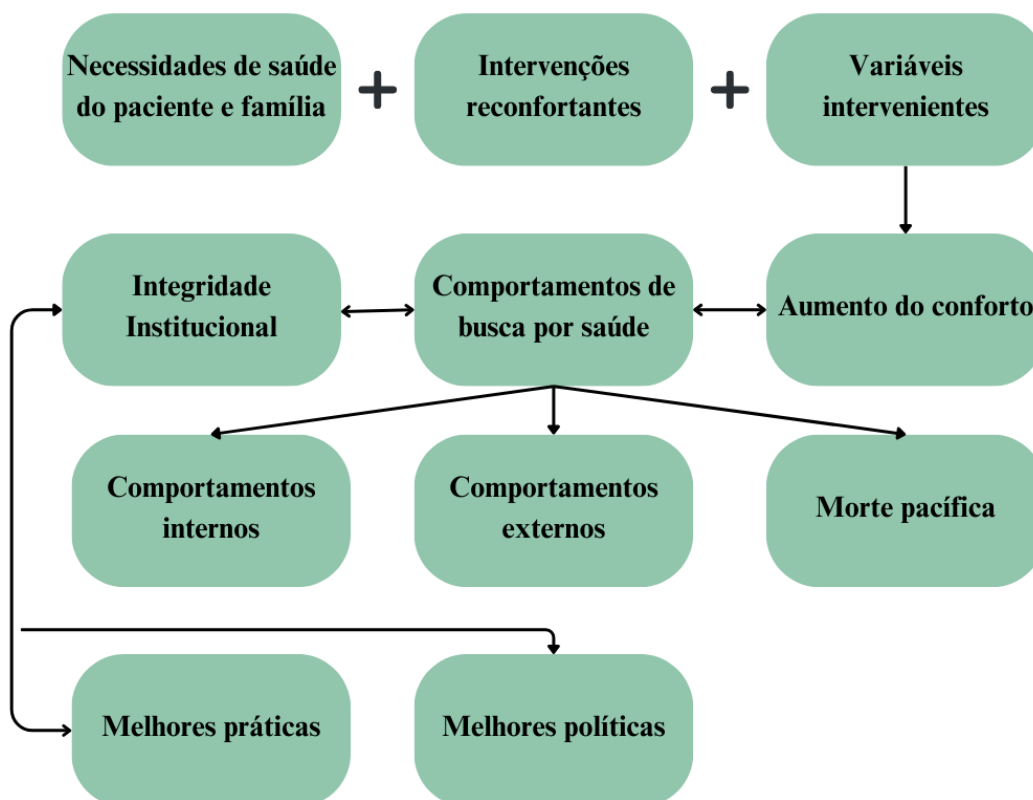 Necessidades de saúde
do paciente e família
+
Intervenções
reconfortantes
+
Variáveis
intervenientes
Integridade
Institucional
Comportamentos de
busca por saúde
Aumento do conforto
Comportamentos
internos
Comportamentos
externos
Morte pacífica
Melhores práticas
Melhores políticas